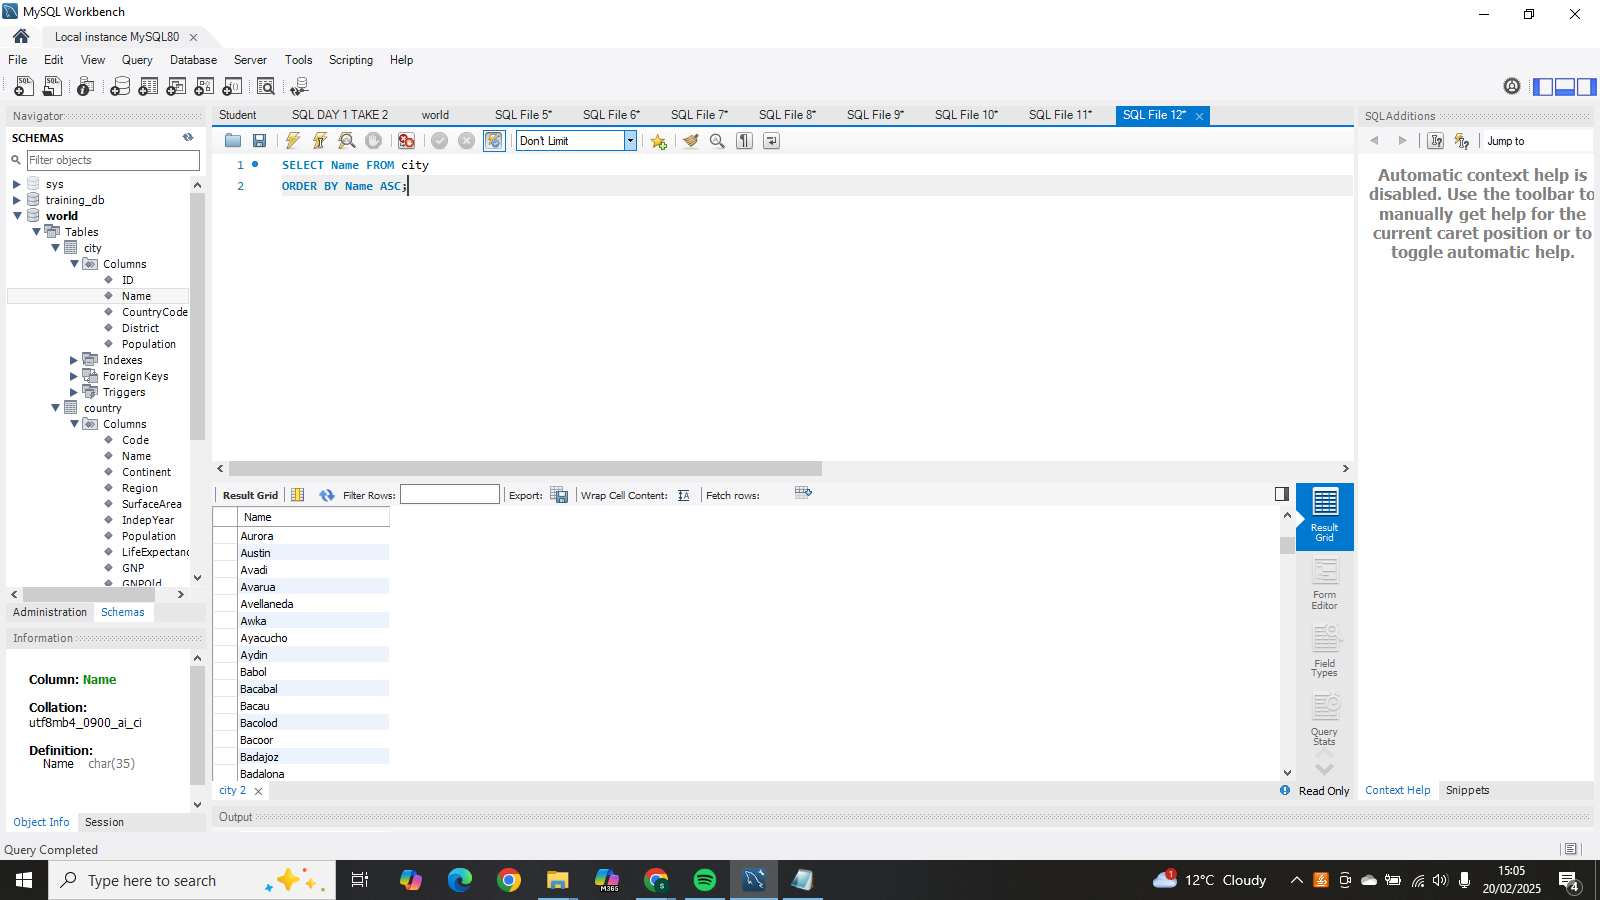 MySQL Workbench
Local instance MySQL80
File Edit View Query Database Server Tools Scripting Help
Navigator
SCHEMAS
Filter objects
sys
training_db
world
Tables
city
Columns
ID
Name
CountryCode
District
Population
Indexes
Foreign Keys
Triggers
country
Columns
Code
Name
Continent
Region
SurfaceArea
IndepYear
Population
LifeExpectanc
GNP
GNPOld
Administration Schemas
Information
Column: Name
Collation:
utf8mb4_0900_ai_ci
Definition:
Name char(35)
Object Info Session
Query Completed
Student SQL DAY 1 TAKE 2 world SQL File 5* SQL File 6* SQL File 7* SQL File 8* SQL File 9* SQL File 10* SQL File 11* SQL File 12*
Don't Limit
1 SELECT Name FROM city
2 ORDER BY Name ASC;
Result Grid Filter Rows: Export: Wrap Cell Content: IA Fetch rows:
Name
Aurora
Austin
Avadi
Avarua
Avellaneda
Awka
Ayacucho
Aydin
Babol
Bacabal
Bacau
Bacolod
Bacoor
Badajoz
Badalona
Result
Grid
Form
Editor
Field
Types
Query
Stats
city 2
Read Only
Output
SQLAdditions
Jump to
Automatic context help is
disabled. Use the toolbar to
manually get help for the
current caret position or to
toggle automatic help.
Context Help Snippets
Type here to search
M365
S
1
12°C Cloudy
15:05
20/02/2025
4